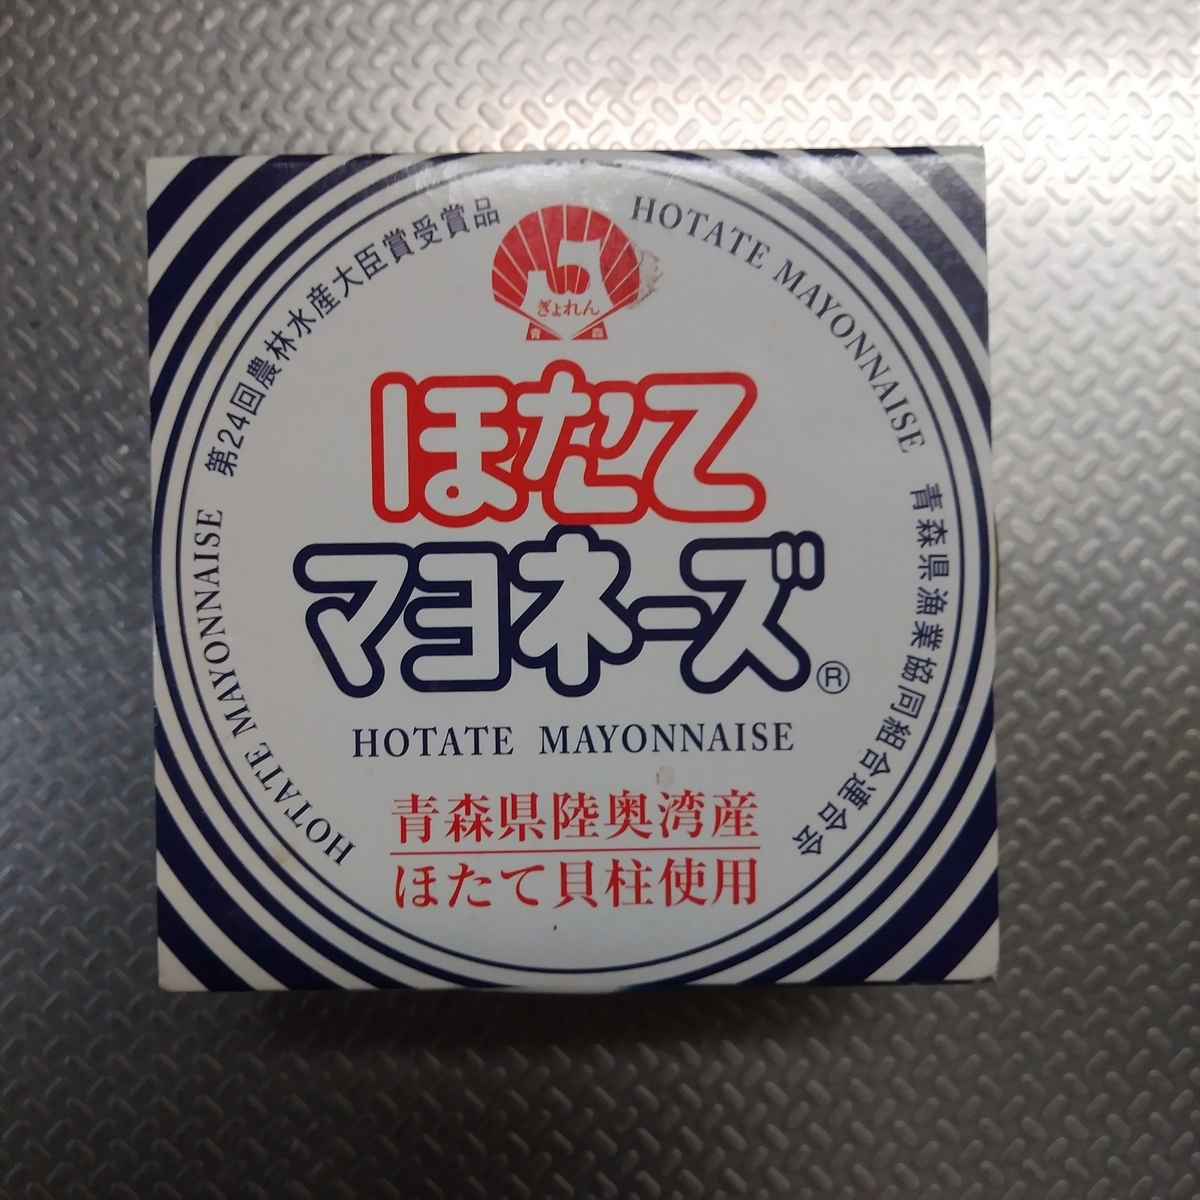 第24回農林水産大臣賞受賞品
HOTATE MAYONNAISE
ぎょれん
青 森
ほたて
マヨネーズ®
HOTATE MAYONNAISE
青森県陸奥湾産
ほたて貝柱使用
青森県漁業協同組合連合会
HOTATE MAYONNAISE